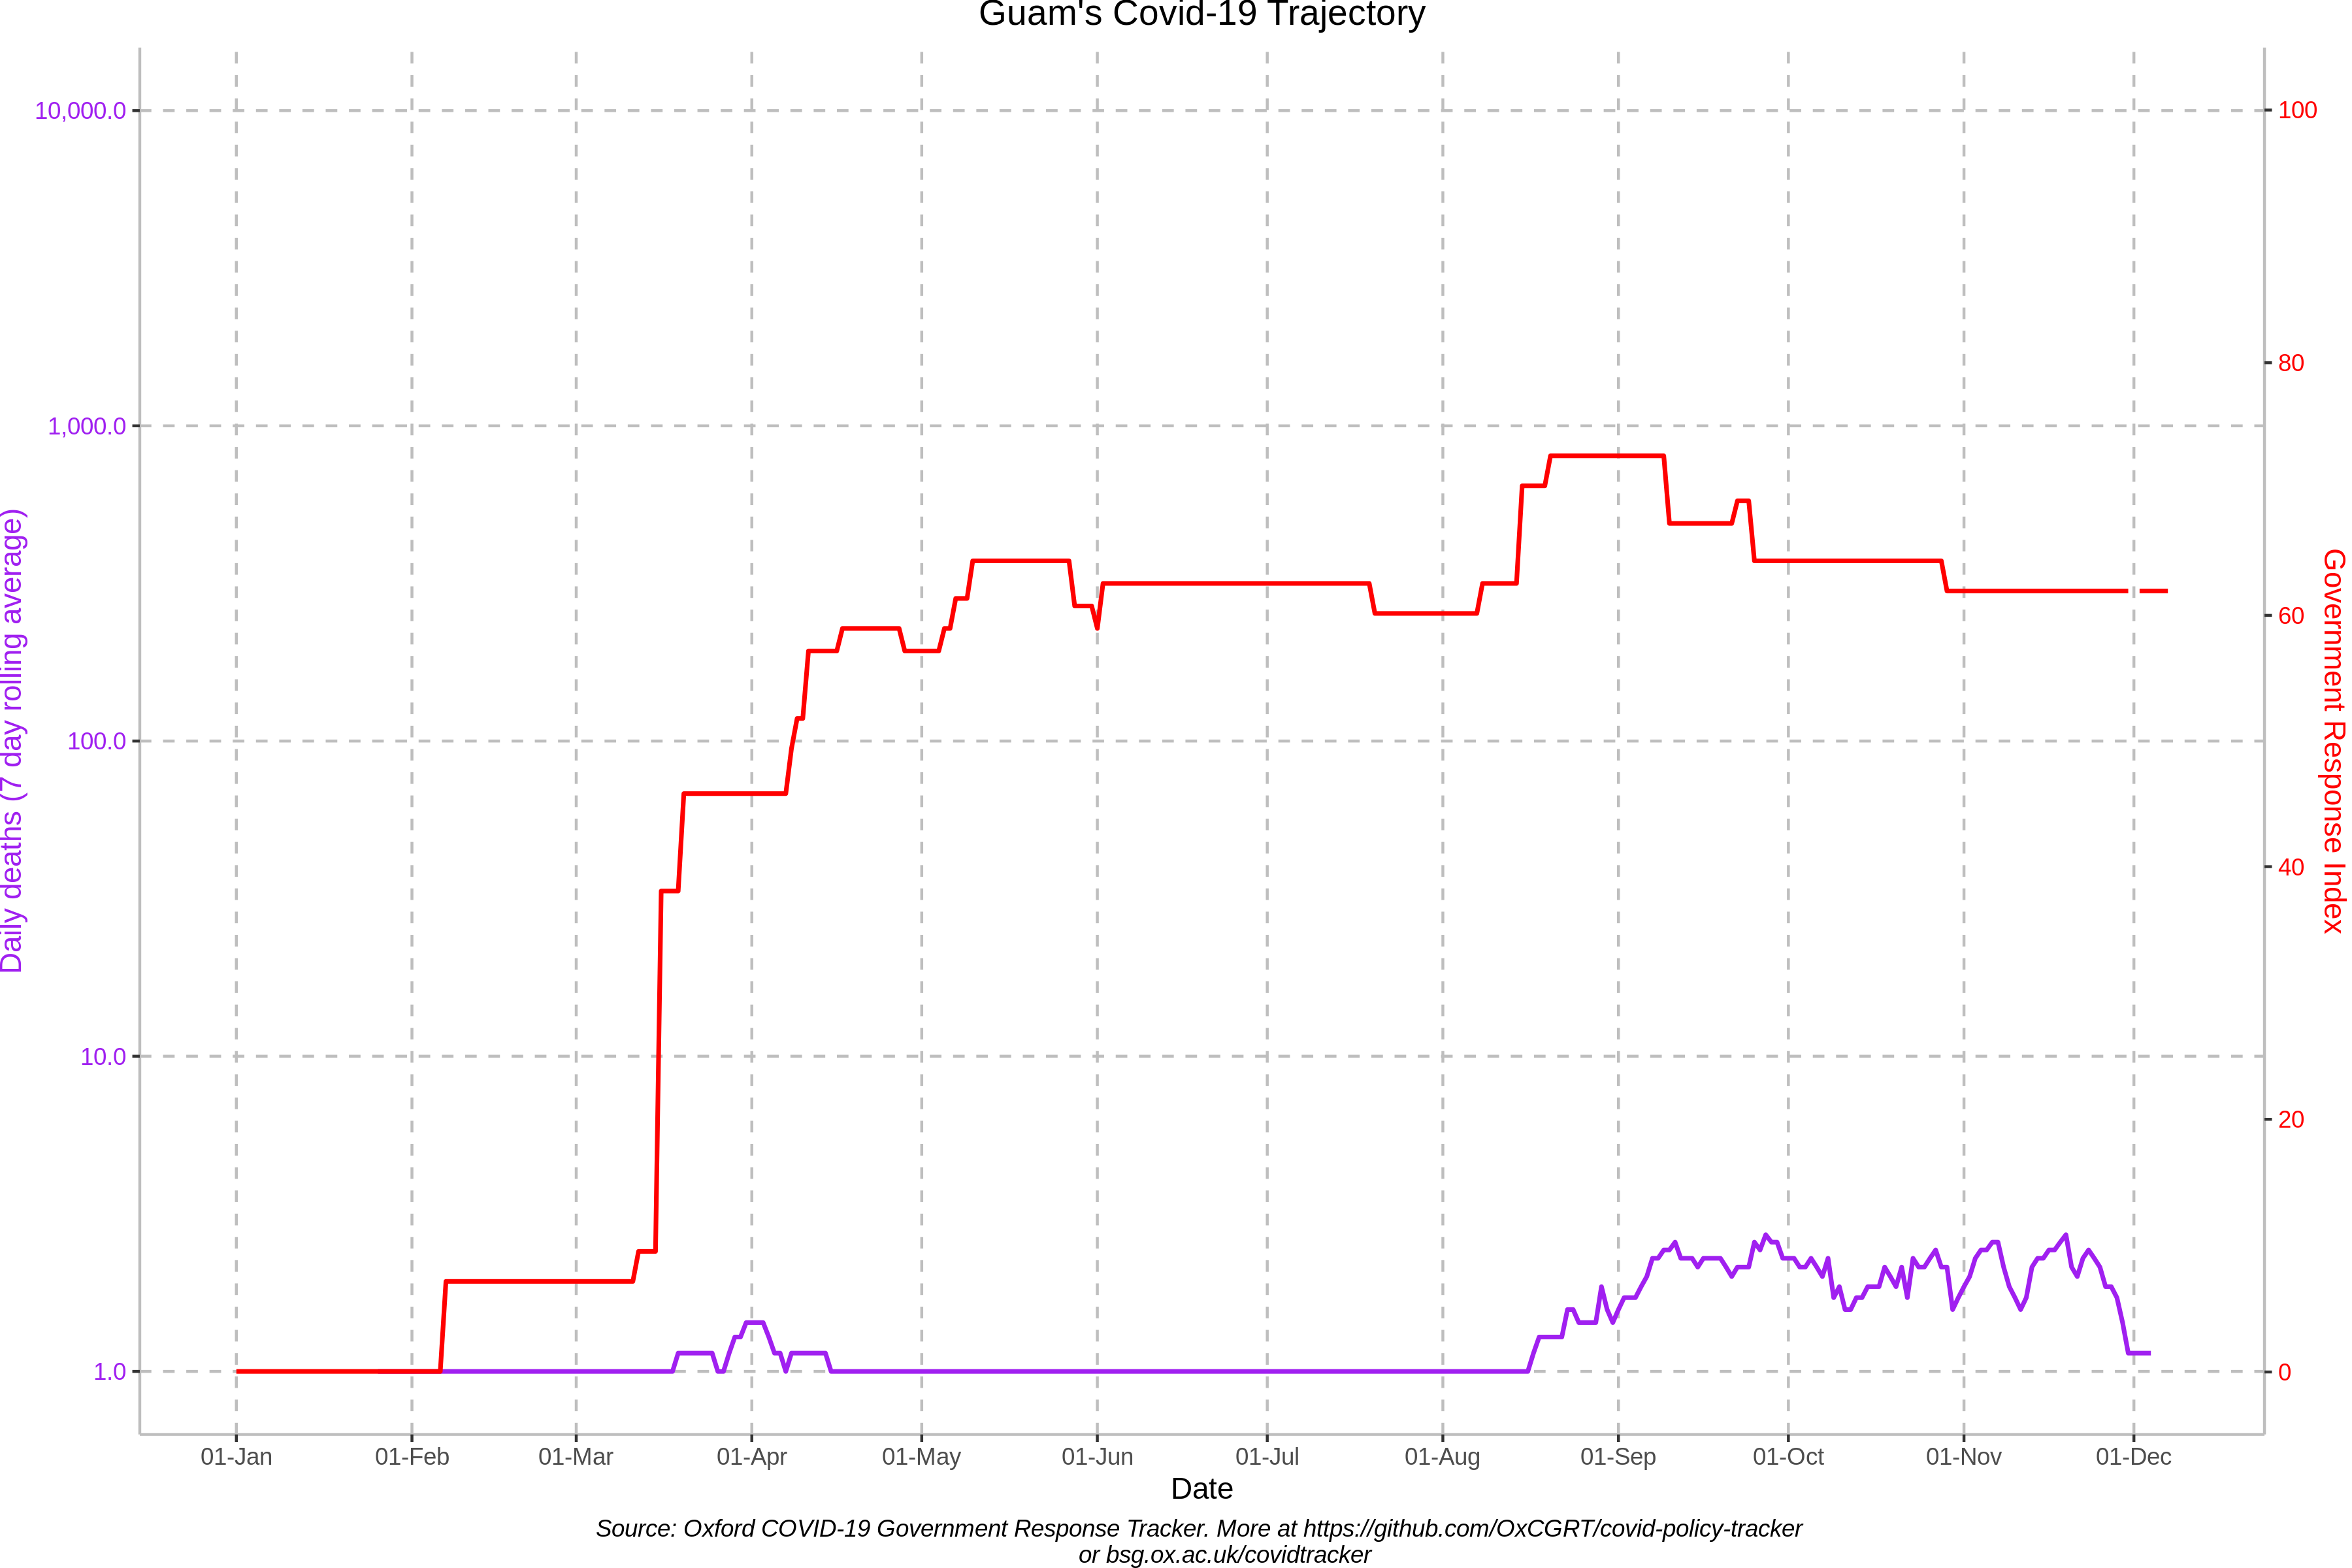 Guam's Covid-19 Trajectory
10,000.0
1,000.0
100.0
10.0
1.0
Daily deaths (7 day rolling average)
100
80
60
40
20
0
Government Response Index
01-Jan 01-Feb 01-Mar 01-Apr 01-May 01-Jun 01-Jul 01-Aug 01-Sep 01-Oct 01-Nov 01-Dec
Date
Source: Oxford COVID-19 Government Response Tracker. More at https://github.com/OxCGRT/covid-policy-tracker
or bsg.ox.ac.uk/covidtracker